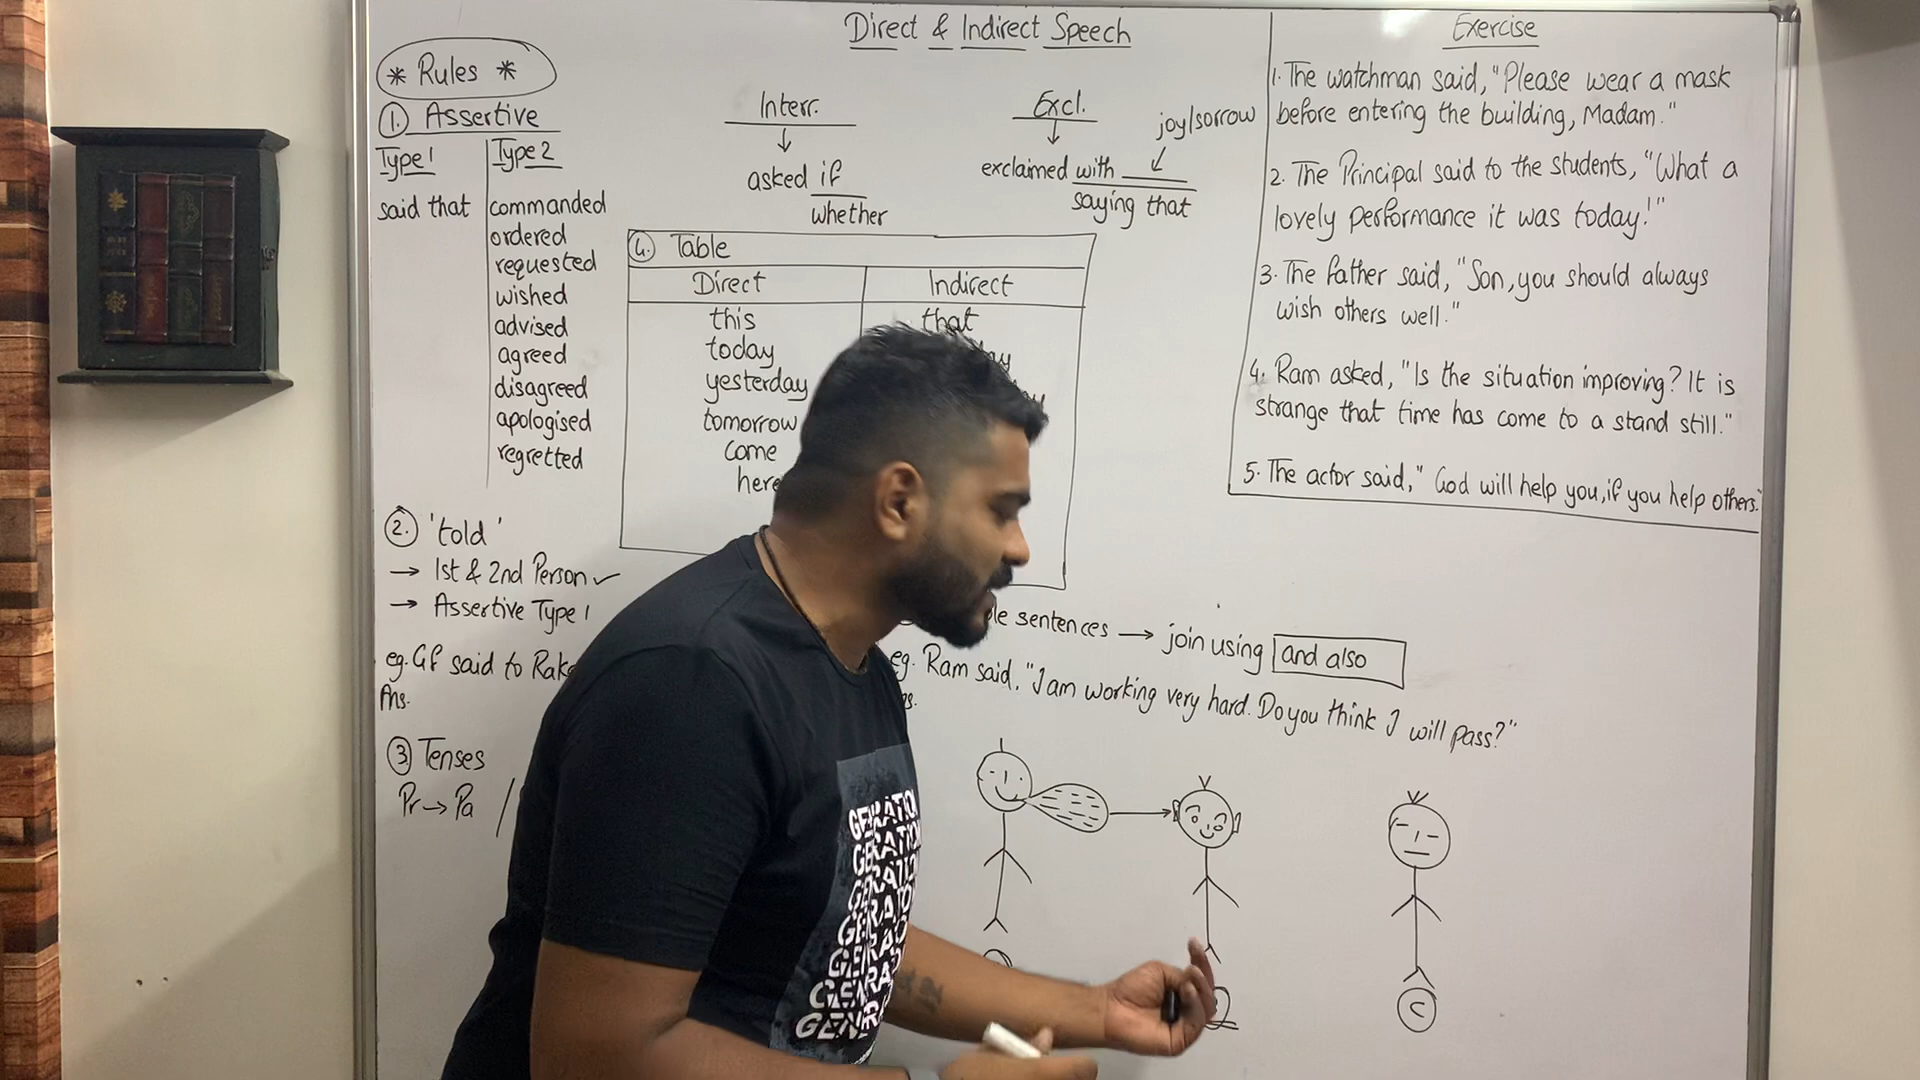 Direct & Indirect Speech
* Rules *
1. Assertive
Type 1
Type 2
said that
commanded
ordered
requested
wished
advised
agreed
disagreed
apologised
regretted
2. 'told'
→ 1st & 2nd Person ✓
→ Assertive Type 1
eg. GF said to
Ans.
3 Tenses
Pr → Pa /
Interr.
↓
asked if
whether
Excl.
↓
joy/sorrow
exclaimed with
saying that
4. Table
Direct
Indirect
this
that
today
yesterday
tomorrow
come
here
sentences → join using and also
eg. Ram said, "I am working very hard. Do you think I will pass?"
C
Exercise
1. The watchman said, "Please wear a mask
before entering the building, Madam."
2. The Principal said to the students, "What a
lovely performance it was today!"
3. The father said, "Son, you should always
wish others well."
4. Ram asked, "Is the situation improving? It is
strange that time has come to a stand still."
5. The actor said," God will help you, if you help others."
GENERATION